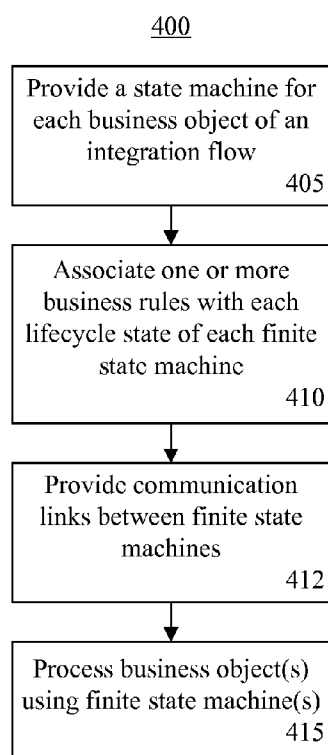 400
Provide a state machine for
each business object of an
integration flow
405
Associate one or more
business rules with each
lifecycle state of each finite
state machine
410
Provide communication
links between finite state
machines
412
Process business object(s)
using finite state machine(s)
415